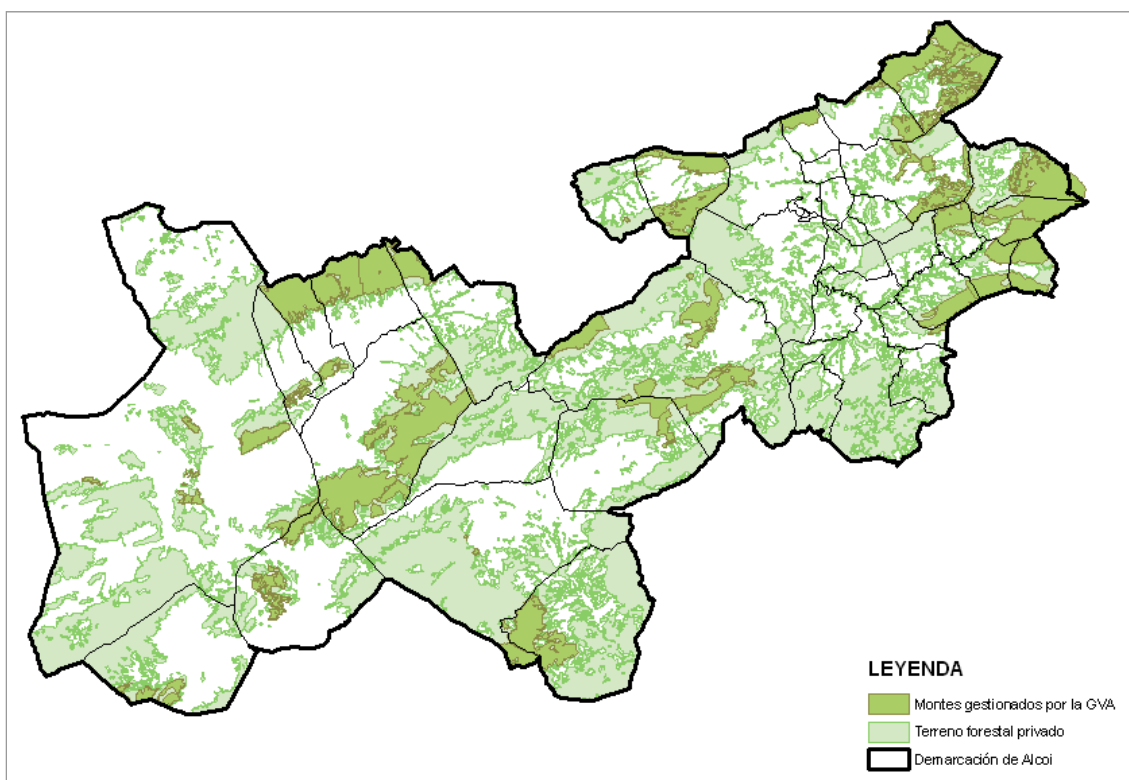 LEYENDA
Montes gestionados por la GVA
Terreno forestal privado
Demarcación de Alcoi